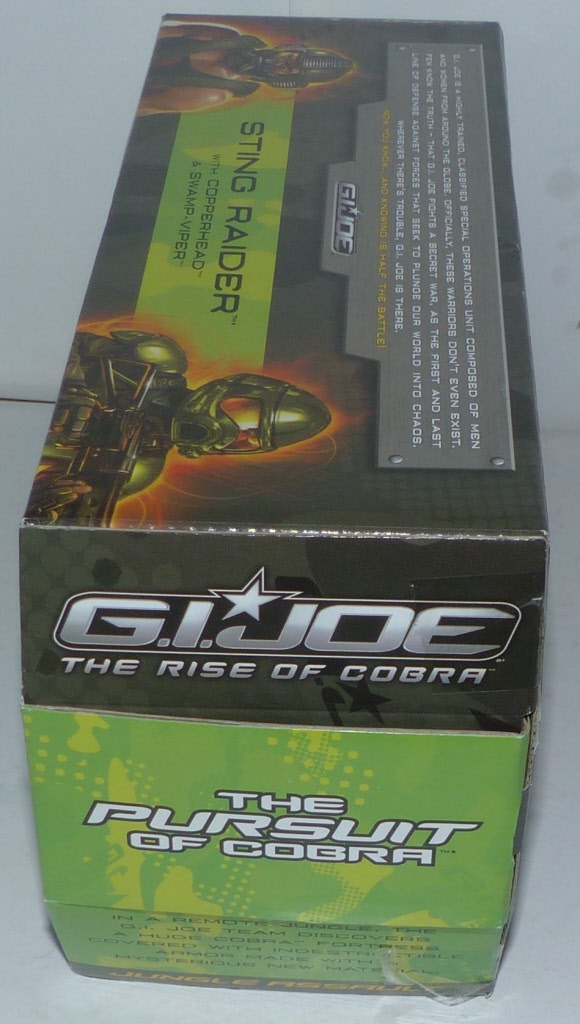 G.I. JOE IS A HIGHLY TRAINED, CLASSIFIED SPECIAL OPERATIONS UNIT COMPOSED OF MEN
AND WOMEN FROM AROUND THE GLOBE. OFFICIALLY, THESE WARRIORS DON'T EVEN EXIST.
FEW KNOW THE TRUTH – THAT G.I. JOE FIGHTS A SECRET WAR, AS THE FIRST AND LAST
LINE OF DEFENSE AGAINST FORCES THAT SEEK TO PLUNGE OUR WORLD INTO CHAOS.
WHEREVER THERE'S TROUBLE, G.I. JOE IS THERE.
NOW YOU KNOW... AND KNOWING IS HALF THE BATTLE!
G.I. JOE
STING RAIDER™
WITH COPPERHEAD™
& SWAMP-VIPER™
G.I. JOE
THE RISE OF COBRA™
THE
PURSUIT
OF COBRA™
IN A REMOTE JUNGLE, THE
G.I. JOE TEAM DISCOVERS
A HUGE COBRA™ FORTRESS
COVERED WITH INDESTRUCTIBLE
ARMOR MADE WITH A
MYSTERIOUS NEW MATERIAL.
JUNGLE ASSAULT